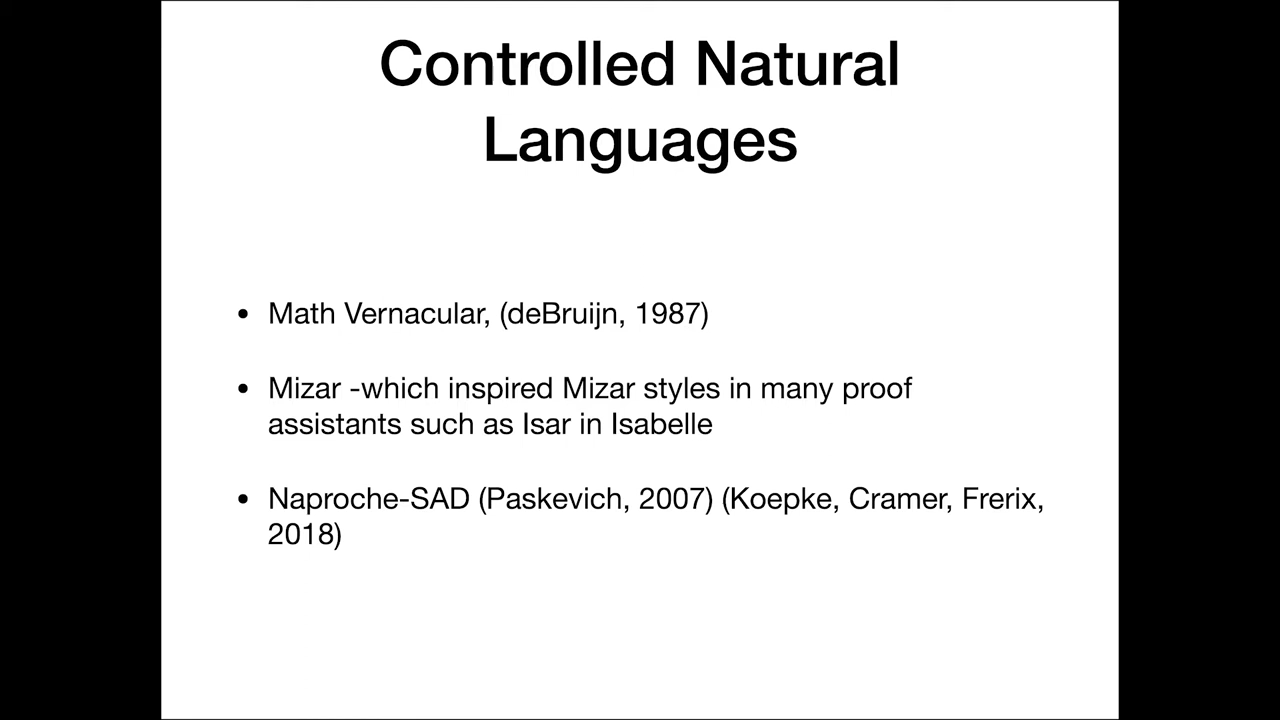 Controlled Natural
Languages
• Math Vernacular, (deBruijn, 1987)
• Mizar -which inspired Mizar styles in many proof
assistants such as Isar in Isabelle
• Naproche-SAD (Paskevich, 2007) (Koepke, Cramer, Frerix,
2018)